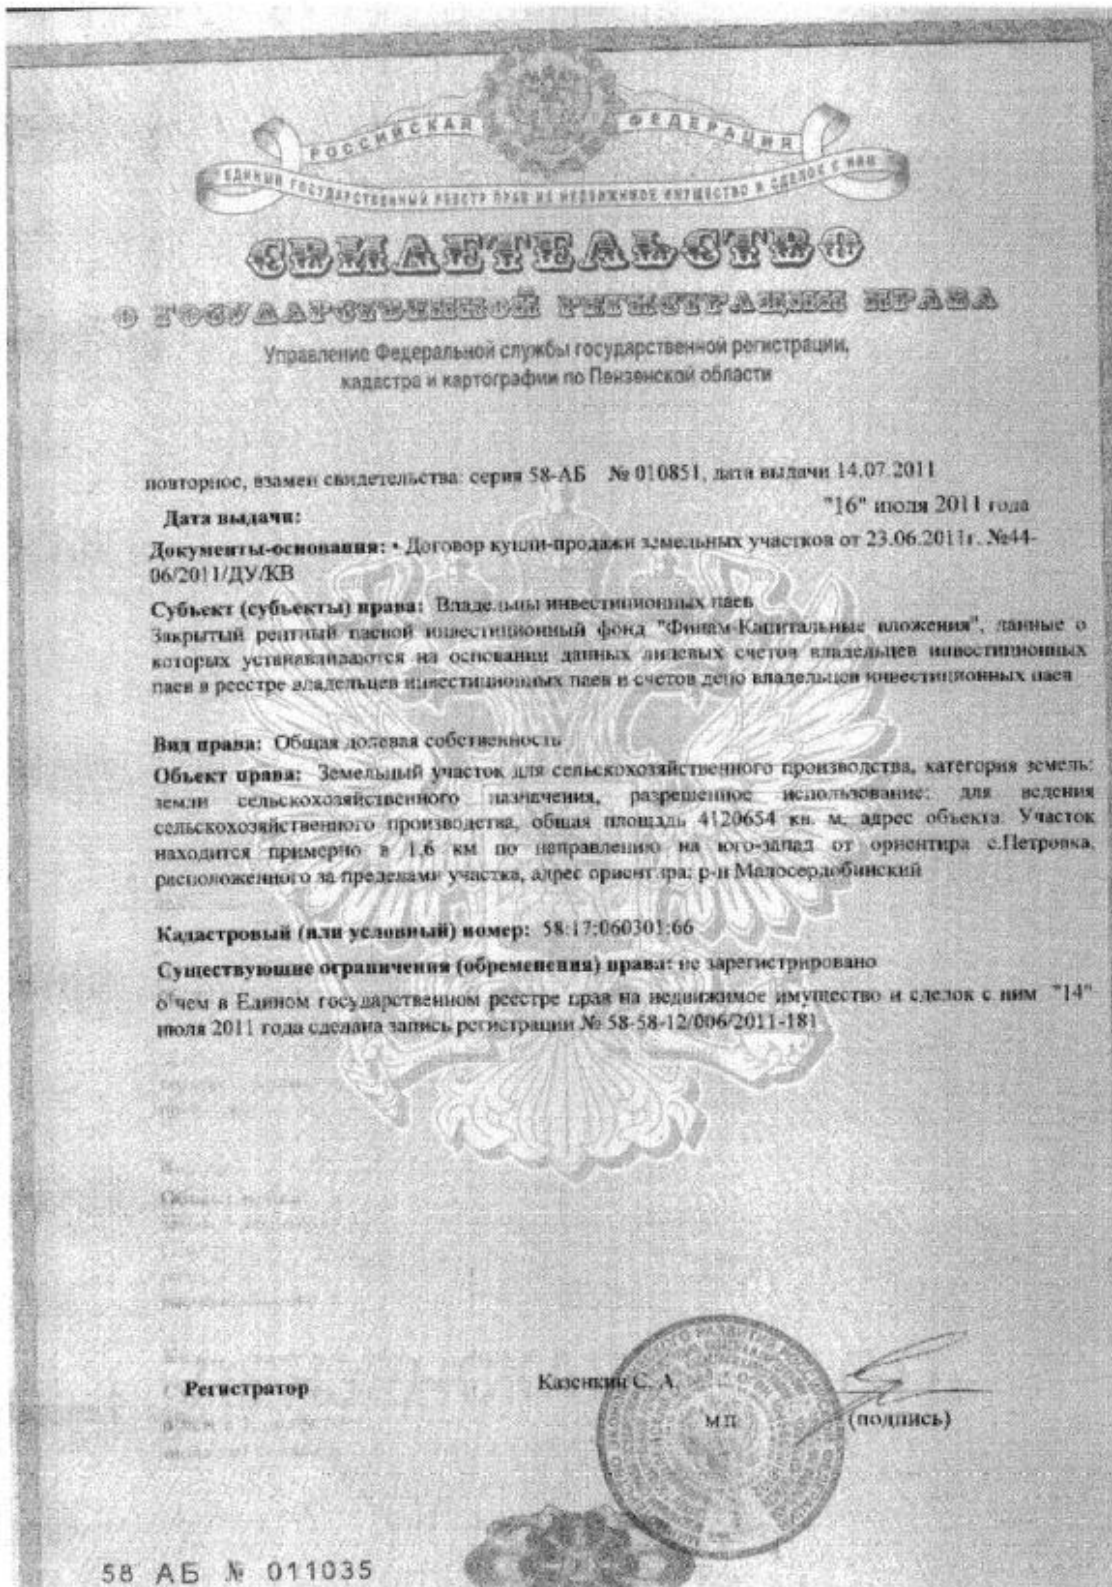 РОССИЙСКАЯ ФЕДЕРАЦИЯ
ЕДИНЫЙ ГОСУДАРСТВЕННЫЙ РЕЕСТР ПРАВ НА НЕДВИЖИМОЕ ИМУЩЕСТВО И СДЕЛОК С НИМ
СВИДЕТЕЛЬСТВО
О ГОСУДАРСТВЕННОЙ РЕГИСТРАЦИИ ПРАВА
Управление Федеральной службы государственной регистрации,
кадастра и картографии по Пензенской области
повторное, взамен свидетельства: серия 58-АБ № 010851, дата выдачи 14.07.2011
Дата выдачи: "16" июля 2011 года
Документы-основания: • Договор купли-продажи земельных участков от 23.06.2011г. №44-
06/2011/ДУ/КВ
Субъект (субъекты) права: Владельцы инвестиционных паев
Закрытый рентный паевой инвестиционный фонд "Финам-Капитальные вложения", данные о
которых устанавливаются на основании данных лицевых счетов владельцев инвестиционных
паев в реестре владельцев инвестиционных паев и счетов депо владельцев инвестиционных паев
Вид права: Общая долевая собственность
Объект права: Земельный участок для сельскохозяйственного производства, категория земель:
земли сельскохозяйственного назначения, разрешенное использование: для ведения
сельскохозяйственного производства, общая площадь 4120654 кв. м, адрес объекта: Участок
находится примерно в 1,6 км по направлению на юго-запад от ориентира с.Петровка,
расположенного за пределами участка, адрес ориентира: р-н Малосердобинский
Кадастровый (или условный) номер: 58:17:060301:66
Существующие ограничения (обременения) права: не зарегистрировано
о чем в Едином государственном реестре прав на недвижимое имущество и сделок с ним "14"
июля 2011 года сделана запись регистрации № 58-58-12/006/2011-181
Регистратор Казенкин С. А.
М.П. (подпись)
58 АБ № 011035